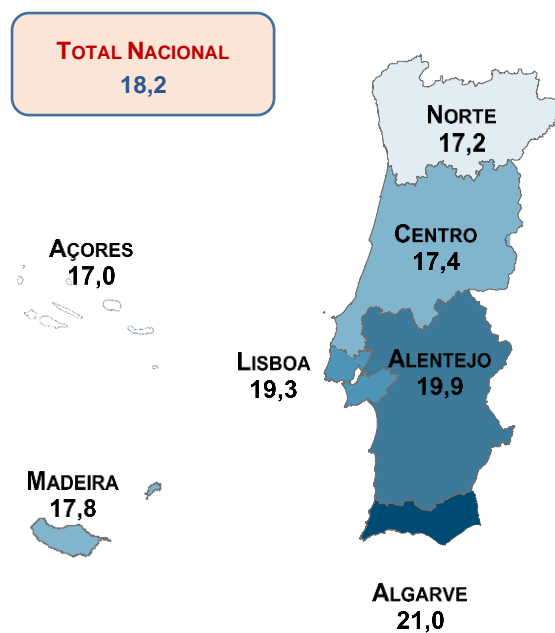 TOTAL NACIONAL
18,2
NORTE
17,2
CENTRO
17,4
AÇORES
17,0
LISBOA
19,3
ALENTEJO
19,9
MADEIRA
17,8
ALGARVE
21,0